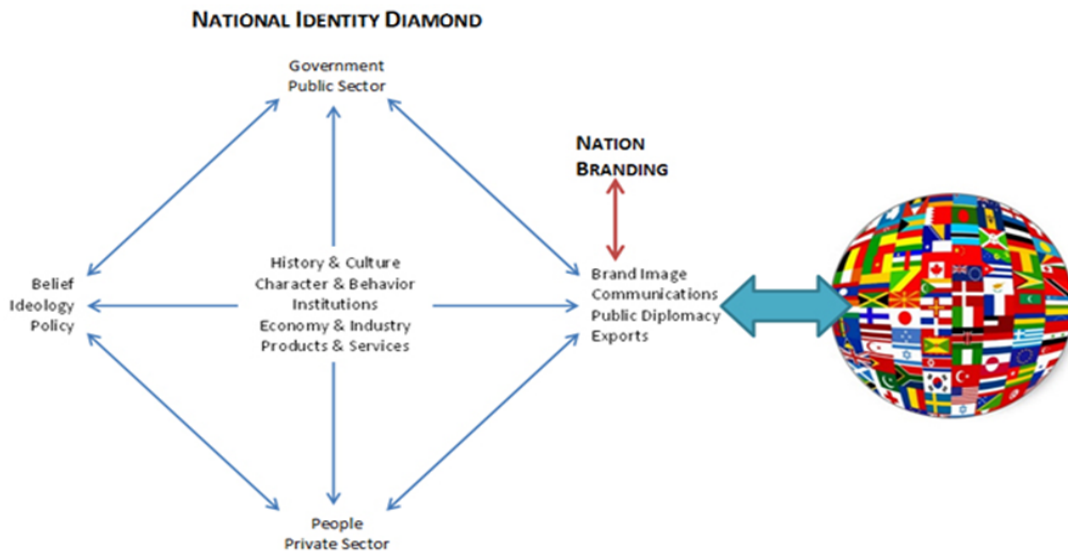 NATIONAL IDENTITY DIAMOND
Government
Public Sector
NATION
BRANDING
Belief
Ideology
Policy
History & Culture
Character & Behavior
Institutions
Economy & Industry
Products & Services
Brand Image
Communications
Public Diplomacy
Exports
People
Private Sector